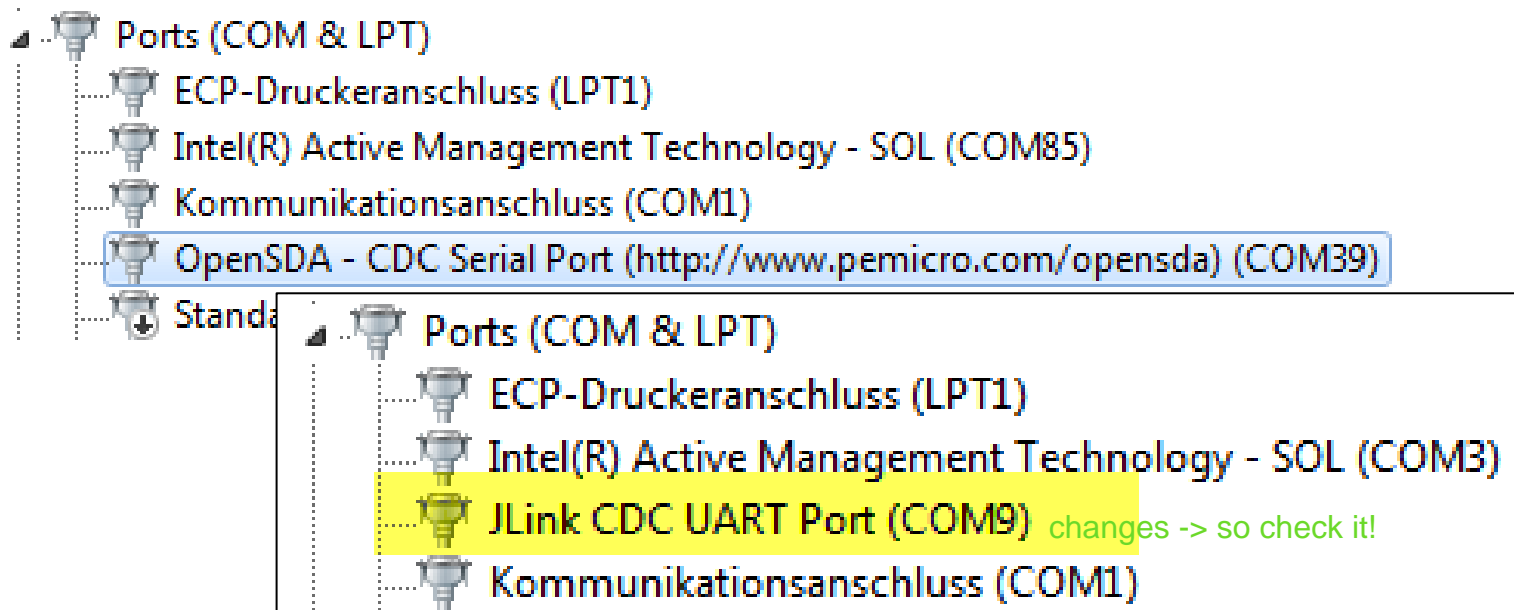 Ports (COM & LPT)
ECP-Druckeranschluss (LPT1)
Intel(R) Active Management Technology - SOL (COM85)
Kommunikationsanschluss (COM1)
OpenSDA - CDC Serial Port (http://www.pemicro.com/opensda) (COM39)
Ports (COM & LPT)
ECP-Druckeranschluss (LPT1)
Intel(R) Active Management Technology - SOL (COM3)
JLink CDC UART Port (COM9) changes -> so check it!
Kommunikationsanschluss (COM1)